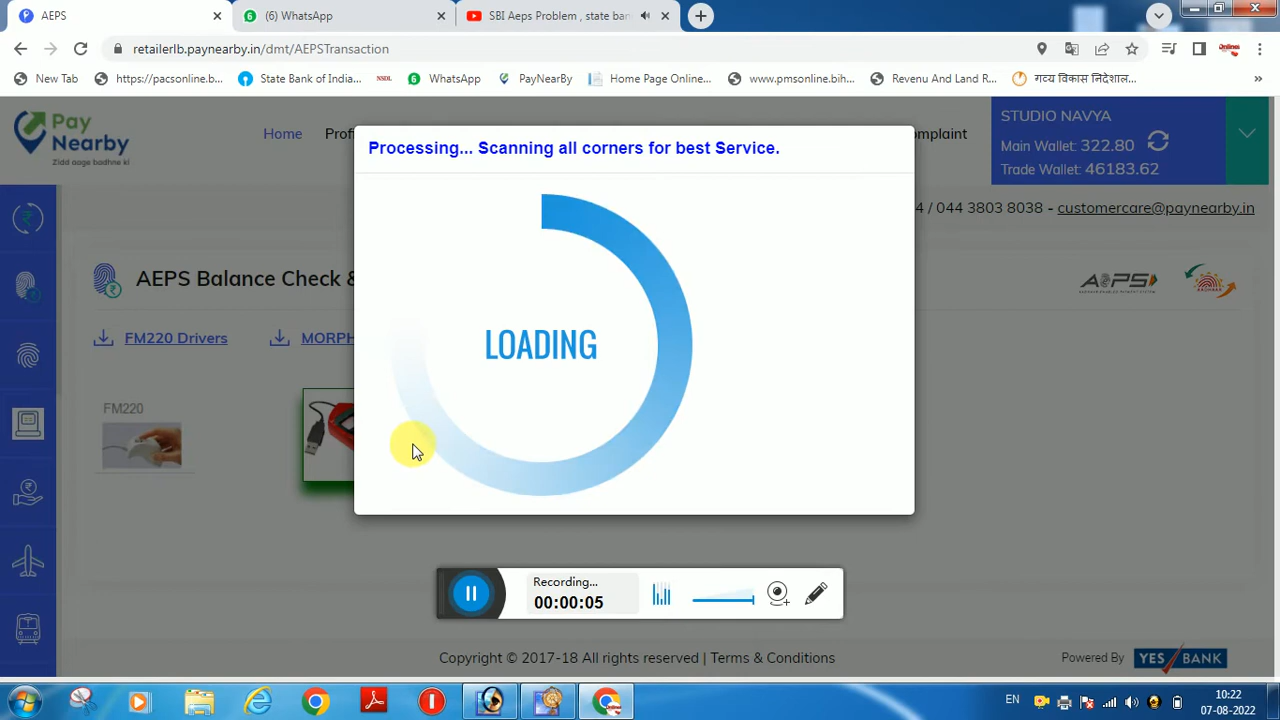 AEPS
(6) WhatsApp
SBI Aeps Problem , state ban
retailerlb.paynearby.in/dmt/AEPSTransaction
New Tab
https://pacsonline.b...
State Bank of India...
NSDL
WhatsApp
PayNearBy
Home Page Online...
www.pmsonline.bih...
Revenu And Land R...
गव्य विकास निदेशाल...
»
Pay
Nearby
Zidd aage badhne ki
Home
Prof
omplaint
STUDIO NAVYA
Main Wallet: 322.80
Trade Wallet: 46183.62
Processing... Scanning all corners for best Service.
4 / 044 3803 8038 - customercare@paynearby.in
AEPS Balance Check &
AePS
AADHAAR
FM220 Drivers
MORPH
FM220
LOADING
Recording...
00:00:05
Copyright © 2017-18 All rights reserved | Terms & Conditions
Powered By
YES BANK
EN
10:22
07-08-2022